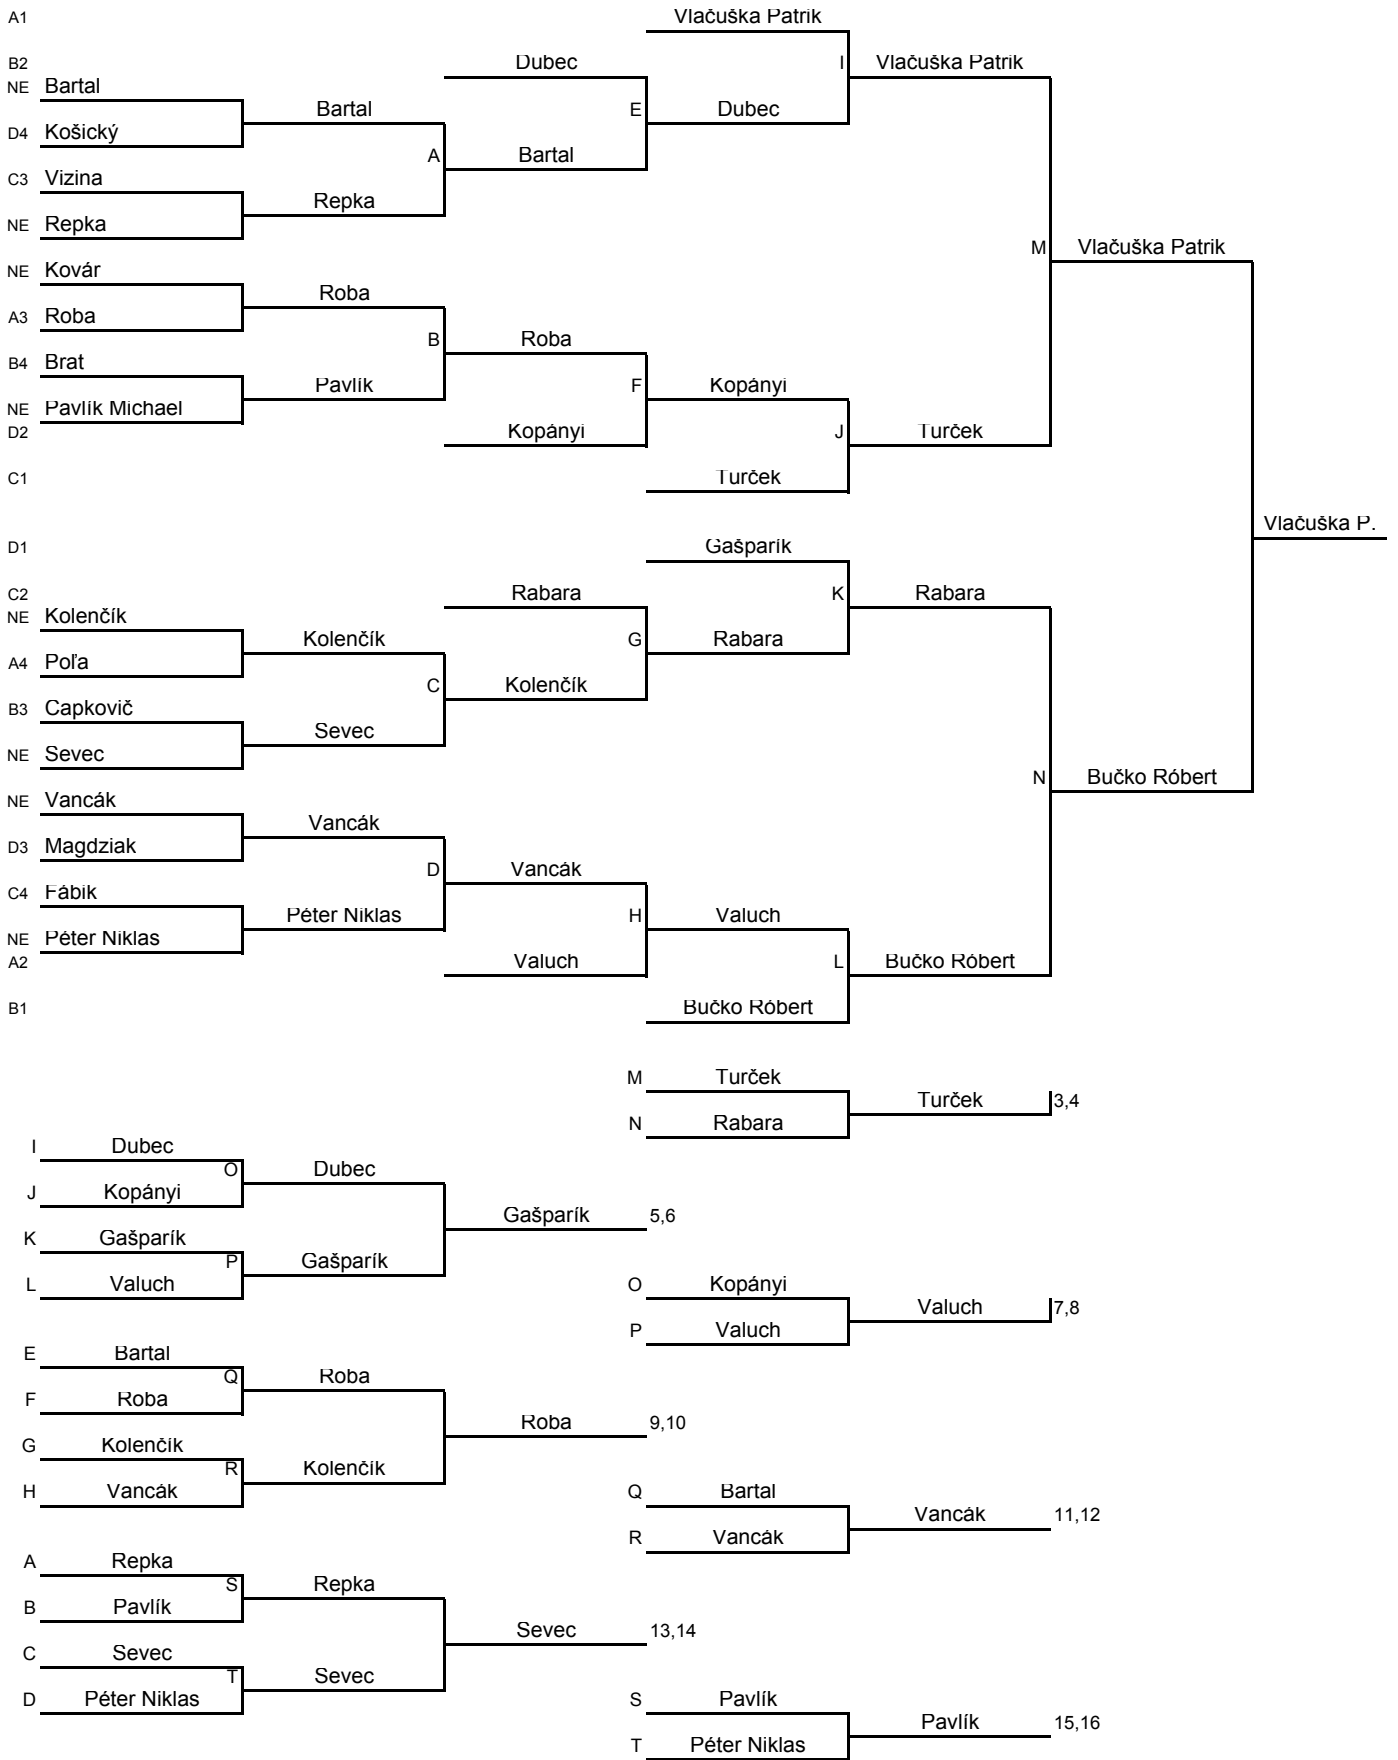 A1 Vlačuška Patrik
B2 Dubec I Vlačuška Patrik
NE Bartal
Bartal E Dubec
D4 Košický
A Bartal
C3 Vizina
Repka
NE Repka
M Vlačuška Patrik
NE Kovár
Roba
A3 Roba
B Roba
B4 Brat
Pavlík F Kopányi
NE Pavlík Michael
D2 Kopányi J Turček
C1 Turček
Vlačuška P.
D1 Gašparík
C2 Rabara K Rabara
NE Kolenčík
Kolenčík G Rabara
A4 Poľa
C Kolenčík
B3 Capkovič
Sevec
NE Sevec
N Bučko Róbert
NE Vancák
Vancák
D3 Magdziak
D Vancák
C4 Fábik
Péter Niklas H Valuch
NE Péter Niklas
A2 Valuch L Bučko Róbert
B1 Bučko Róbert
M Turček
Turček 3,4
N Rabara
I Dubec
O Dubec
J Kopányi
Gašparík 5,6
K Gašparík
P Gašparík
L Valuch
O Kopányi
Valuch 7,8
P Valuch
E Bartal
Q Roba
F Roba
Roba 9,10
G Kolenčík
R Kolenčík
H Vancák
Q Bartal
Vancák 11,12
R Vancák
A Repka
S Repka
B Pavlík
Sevec 13,14
C Sevec
T Sevec
D Péter Niklas
S Pavlík
Pavlík 15,16
T Péter Niklas